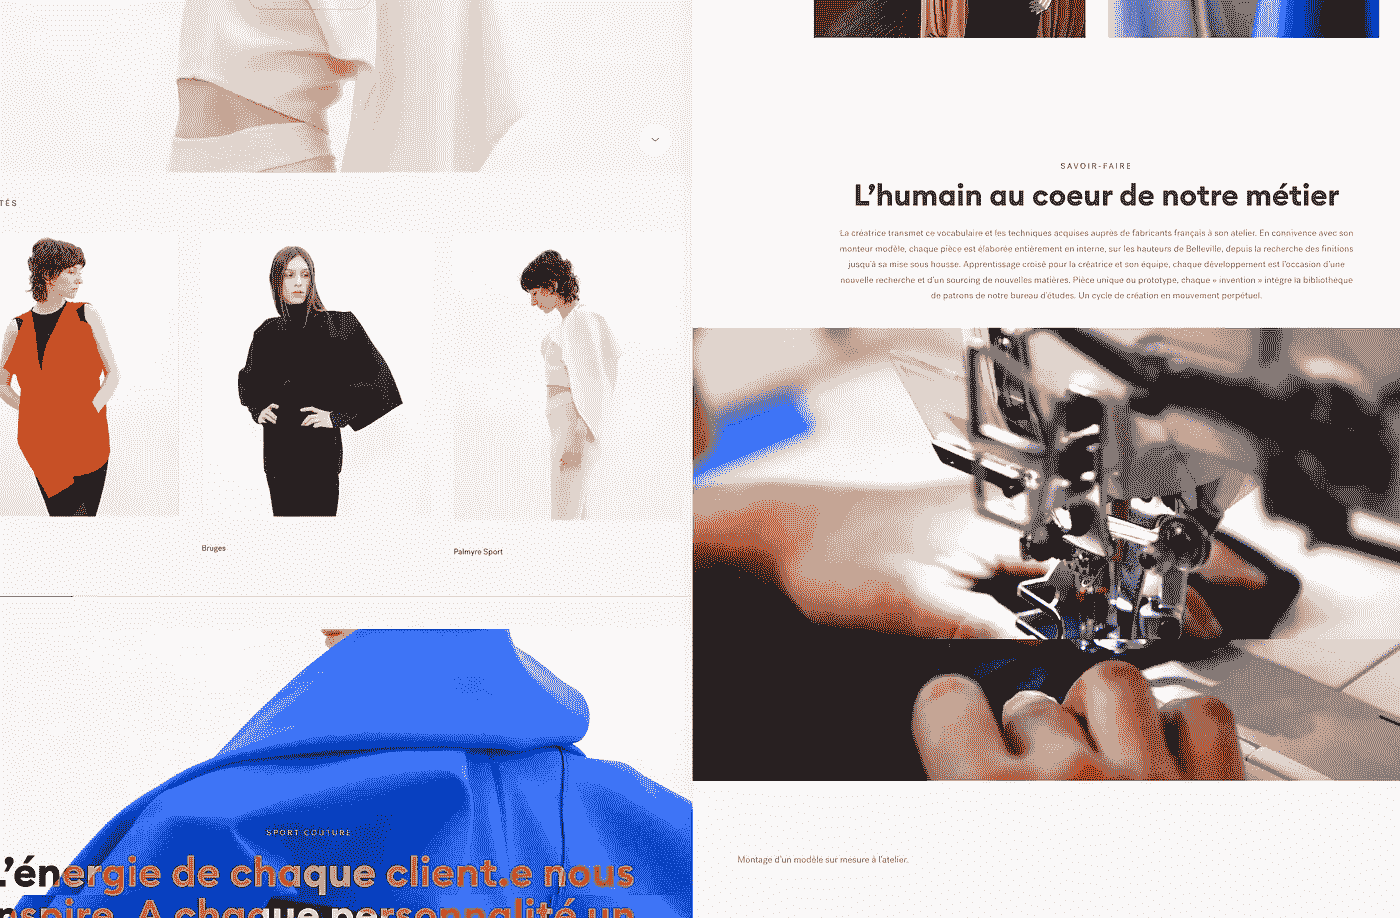 TÉS
Bruges
Palmyre Sport
SPORT COUTURE
L'énergie de chaque client.e nous
nspire. A chaque personnalité un
SAVOIR-FAIRE
L'humain au coeur de notre métier
La créatrice transmet ce vocabulaire et les techniques acquises auprès de fabricants français à son atelier. En connivence avec son
monteur modèle, chaque pièce est élaborée entièrement en interne, sur les hauteurs de Belleville, depuis la recherche des finitions
jusqu'à sa mise sous housse. Apprentissage croisé pour la créatrice et son équipe, chaque développement est l'occasion d'une
nouvelle recherche et d'un sourcing de nouvelles matières. Pièce unique ou prototype, chaque « invention » intègre la bibliothèque
de patrons de notre bureau d'études. Un cycle de création en mouvement perpétuel.
Montage d'un modèle sur mesure à l'atelier.